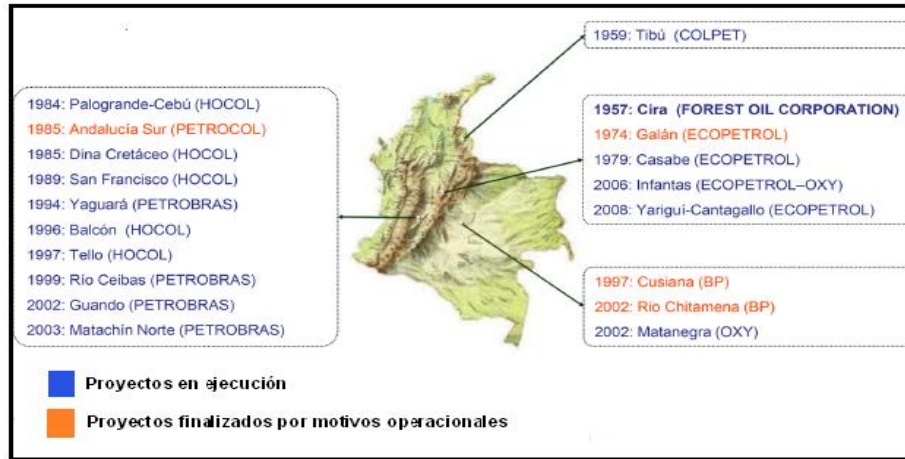 1959: Tibú (COLPET)
1984: Palogrande-Cebú (HOCOL)
1985: Andalucía Sur (PETROCOL)
1985: Dina Cretáceo (HOCOL)
1989: San Francisco (HOCOL)
1994: Yaguará (PETROBRAS)
1996: Balcón (HOCOL)
1997: Tello (HOCOL)
1999: Río Ceibas (PETROBRAS)
2002: Guando (PETROBRAS)
2003: Matachín Norte (PETROBRAS)
1957: Cira (FOREST OIL CORPORATION)
1974: Galán (ECOPETROL)
1979: Casabe (ECOPETROL)
2006: Infantas (ECOPETROL–OXY)
2008: Yariguí-Cantagallo (ECOPETROL)
1997: Cusiana (BP)
2002: Rio Chitamena (BP)
2002: Matanegra (OXY)
Proyectos en ejecución
Proyectos finalizados por motivos operacionales